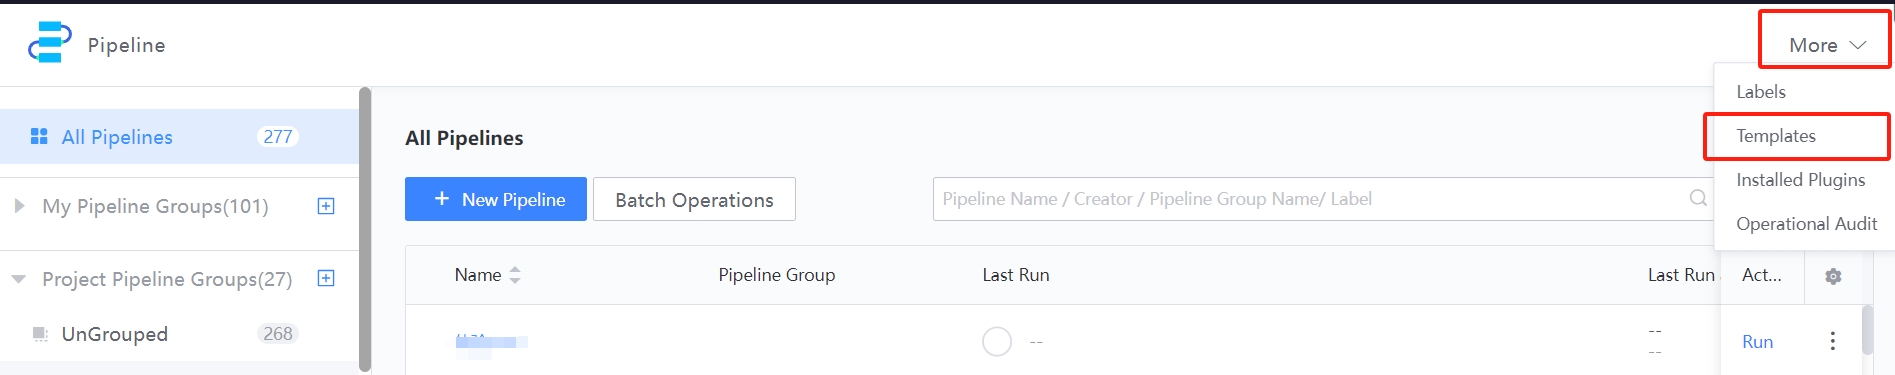 Pipeline
More
Labels
Templates
Installed Plugins
Operational Audit
All Pipelines 277
My Pipeline Groups(101)
Project Pipeline Groups(27)
UnGrouped 268
All Pipelines
+ New Pipeline Batch Operations
Pipeline Name / Creator / Pipeline Group Name/ Label
Name Pipeline Group Last Run Last Run Act...
-- -- Run
--